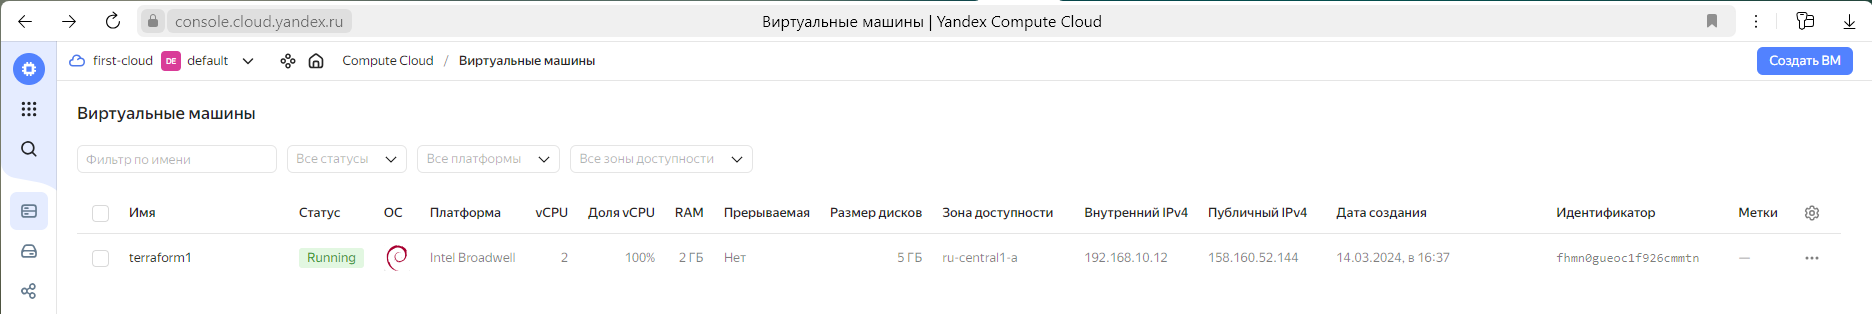 console.cloud.yandex.ru Виртуальные машины | Yandex Compute Cloud
first-cloud DE default Compute Cloud / Виртуальные машины Создать ВМ
Виртуальные машины
Фильтр по имени Все статусы Все платформы Все зоны доступности
Имя Статус ОС Платформа vCPU Доля vCPU RAM Прерываемая Размер дисков Зона доступности Внутренний IPv4 Публичный IPv4 Дата создания Идентификатор Метки
terraform1 Running Intel Broadwell 2 100% 2 ГБ Нет 5 ГБ ru-central1-a 192.168.10.12 158.160.52.144 14.03.2024, в 16:37 fhmn0gueoc1f926cmmtn —